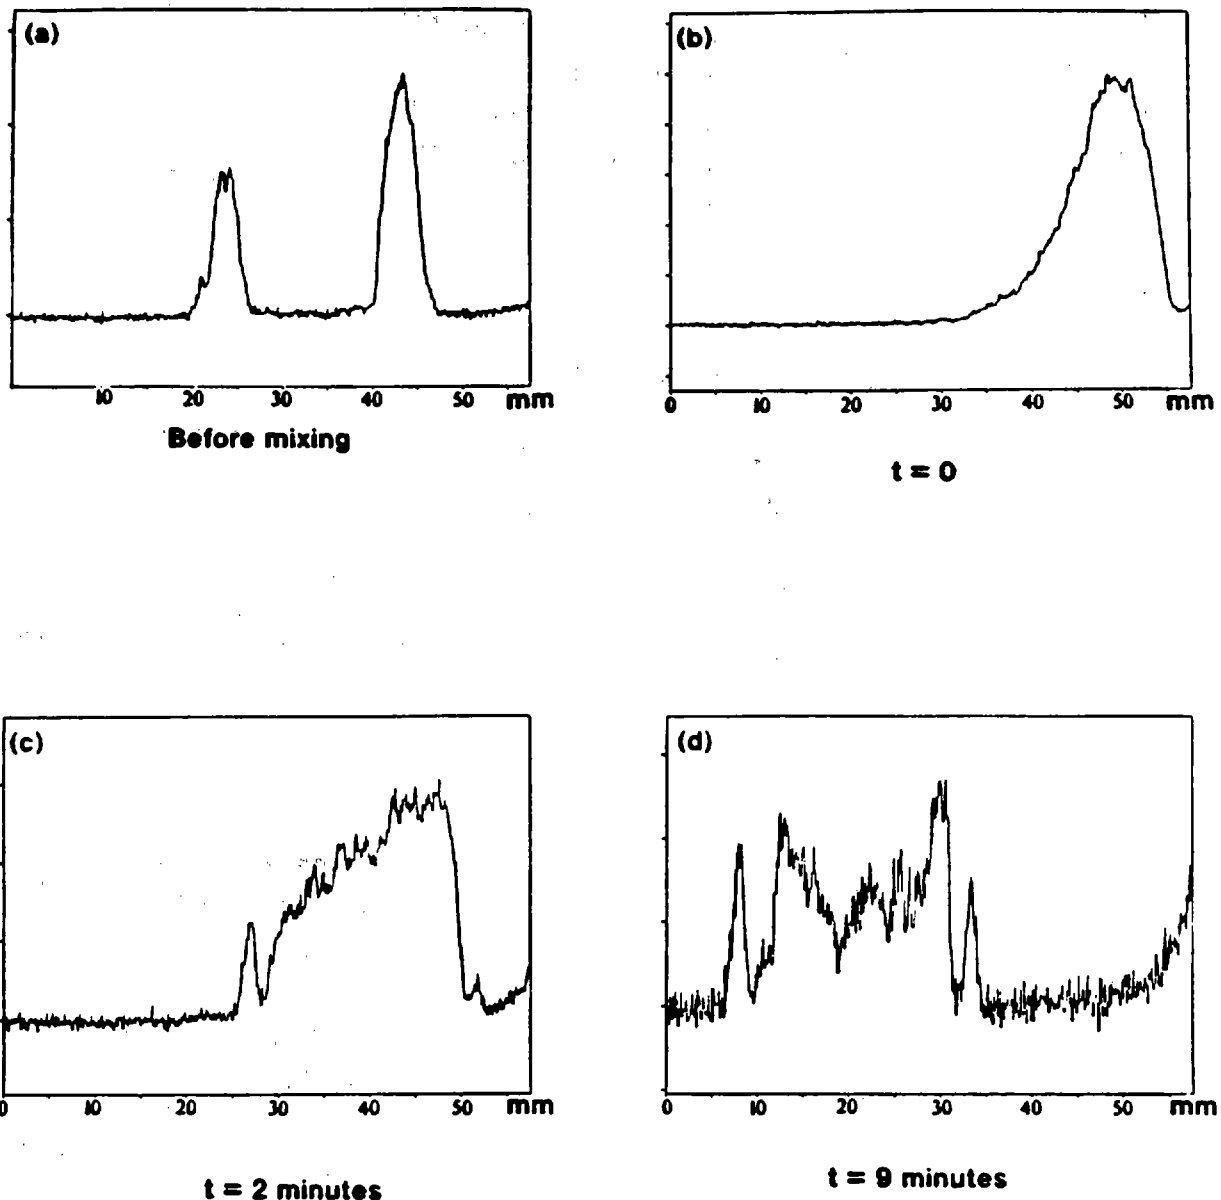 (a)
10 20 30 40 50 mm
Before mixing
(b)
0 10 20 30 40 50 mm
t = 0
(c)
0 10 20 30 40 50 mm
t = 2 minutes
(d)
0 10 20 30 40 50 mm
t = 9 minutes